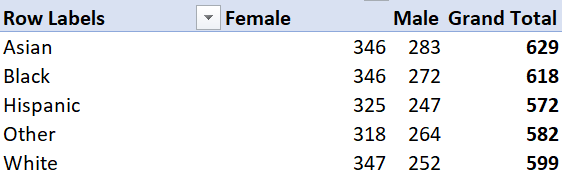 Row Labels Female Male Grand Total
Asian 346 283 629
Black 346 272 618
Hispanic 325 247 572
Other 318 264 582
White 347 252 599